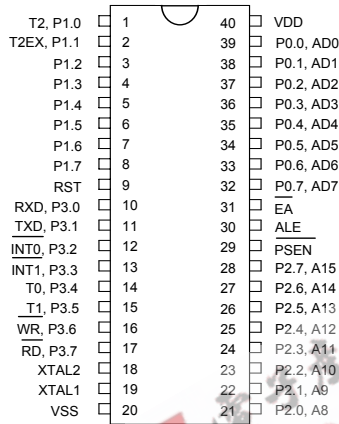 T2, P1.0 1 40 VDD
T2EX, P1.1 2 39 P0.0, AD0
P1.2 3 38 P0.1, AD1
P1.3 4 37 P0.2, AD2
P1.4 5 36 P0.3, AD3
P1.5 6 35 P0.4, AD4
P1.6 7 34 P0.5, AD5
P1.7 8 33 P0.6, AD6
RST 9 32 P0.7, AD7
RXD, P3.0 10 31 EA
TXD, P3.1 11 30 ALE
INT0, P3.2 12 29 PSEN
INT1, P3.3 13 28 P2.7, A15
T0, P3.4 14 27 P2.6, A14
T1, P3.5 15 26 P2.5, A13
WR, P3.6 16 25 P2.4, A12
RD, P3.7 17 24 P2.3, A11
XTAL2 18 23 P2.2, A10
XTAL1 19 22 P2.1, A9
VSS 20 21 P2.0, A8